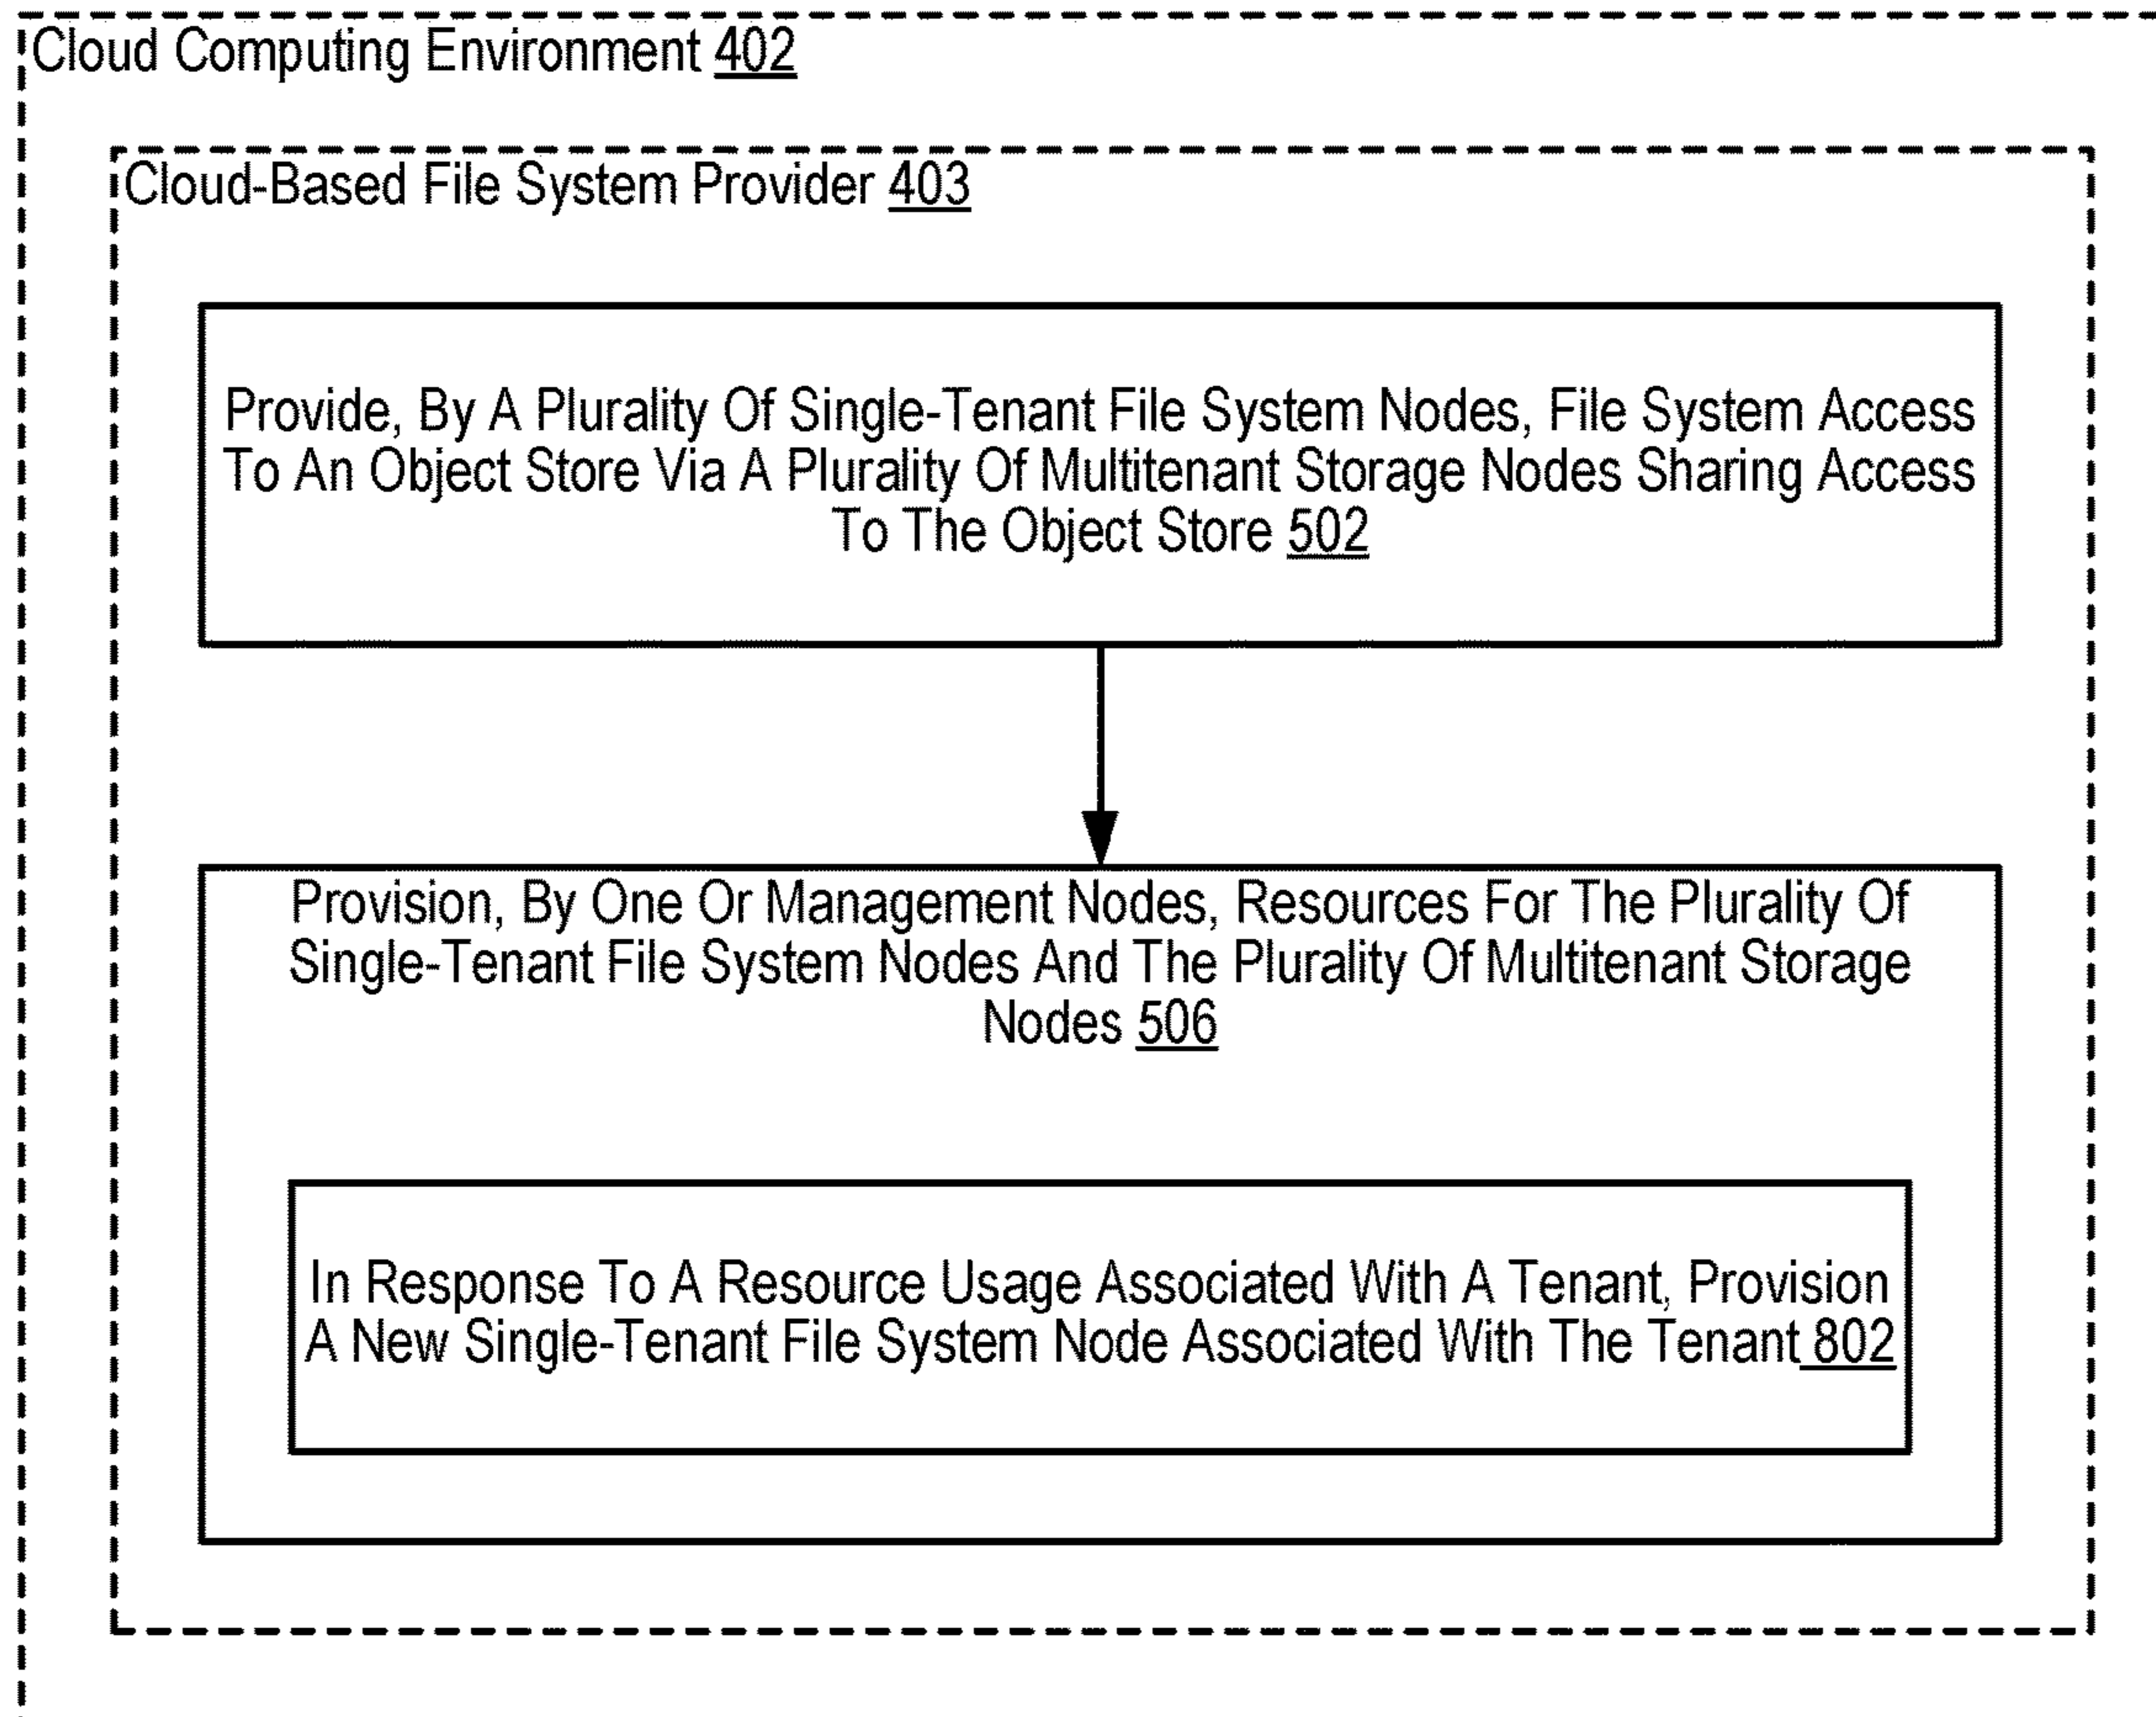 Cloud Computing Environment 402
Cloud-Based File System Provider 403
Provide, By A Plurality Of Single-Tenant File System Nodes, File System Access
To An Object Store Via A Plurality Of Multitenant Storage Nodes Sharing Access
To The Object Store 502
Provision, By One Or Management Nodes, Resources For The Plurality Of
Single-Tenant File System Nodes And The Plurality Of Multitenant Storage
Nodes 506
In Response To A Resource Usage Associated With A Tenant, Provision
A New Single-Tenant File System Node Associated With The Tenant 802